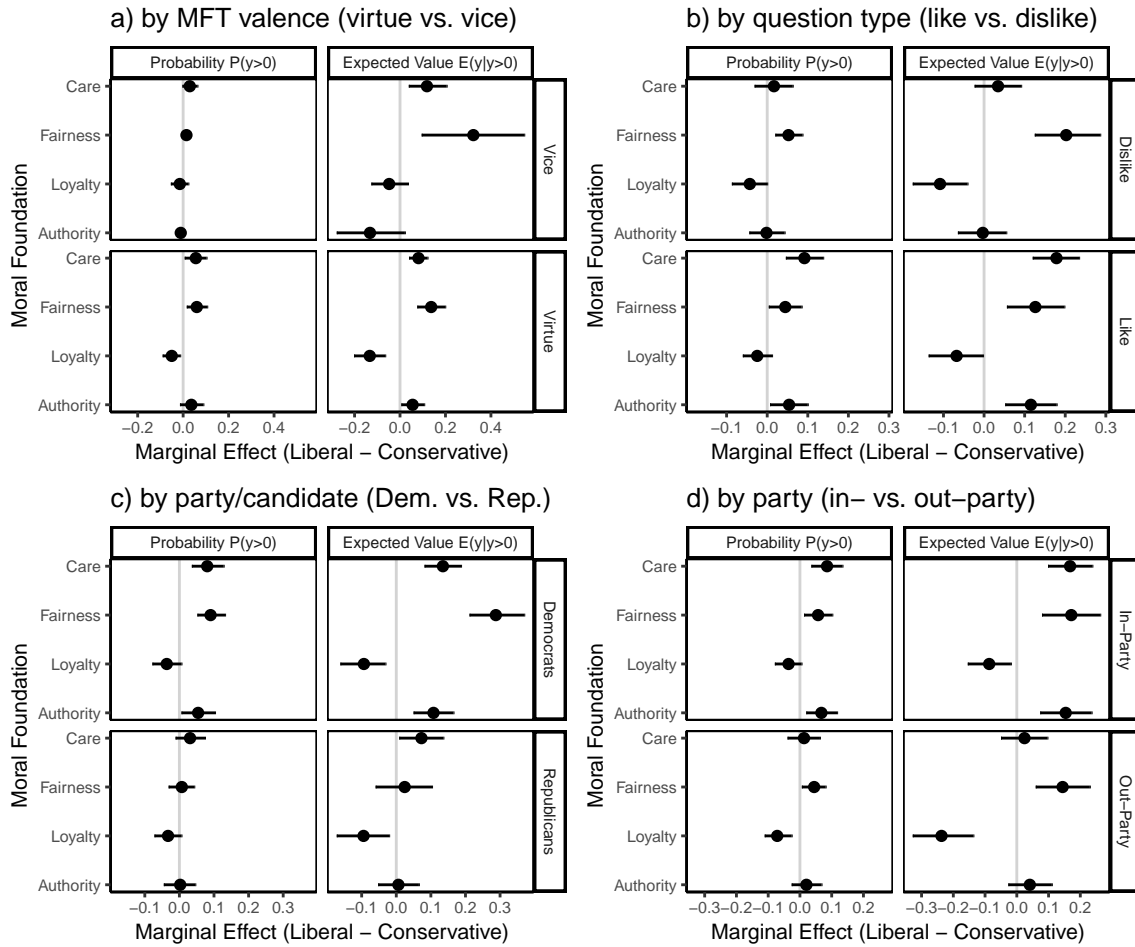 a) by MFT valence (virtue vs. vice)
Probability P(y>0)
Expected Value E(y|y>0)
Moral Foundation
Care
Fairness
Loyalty
Authority
Vice
Care
Fairness
Loyalty
Authority
Virtue
−0.2 0.0 0.2 0.4
−0.2 0.0 0.2 0.4
Marginal Effect (Liberal − Conservative)
b) by question type (like vs. dislike)
Probability P(y>0)
Expected Value E(y|y>0)
Moral Foundation
Care
Fairness
Loyalty
Authority
Dislike
Care
Fairness
Loyalty
Authority
Like
−0.1 0.0 0.1 0.2 0.3
−0.1 0.0 0.1 0.2 0.3
Marginal Effect (Liberal − Conservative)
c) by party/candidate (Dem. vs. Rep.)
Probability P(y>0)
Expected Value E(y|y>0)
Moral Foundation
Care
Fairness
Loyalty
Authority
Democrats
Care
Fairness
Loyalty
Authority
Republicans
−0.1 0.0 0.1 0.2 0.3
−0.1 0.0 0.1 0.2 0.3
Marginal Effect (Liberal − Conservative)
d) by party (in− vs. out−party)
Probability P(y>0)
Expected Value E(y|y>0)
Moral Foundation
Care
Fairness
Loyalty
Authority
In−Party
Care
Fairness
Loyalty
Authority
Out−Party
−0.3−0.2−0.1 0.0 0.1 0.2
−0.3−0.2−0.1 0.0 0.1 0.2
Marginal Effect (Liberal − Conservative)